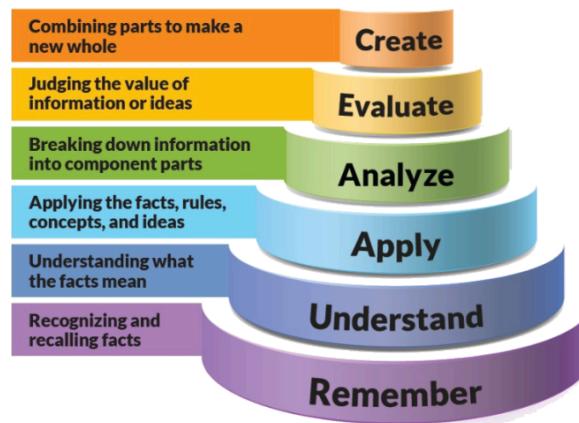 Combining parts to make a
new whole
Create
Judging the value of
information or ideas
Evaluate
Breaking down information
into component parts
Analyze
Applying the facts, rules,
concepts, and ideas
Apply
Understanding what
the facts mean
Understand
Recognizing and
recalling facts
Remember